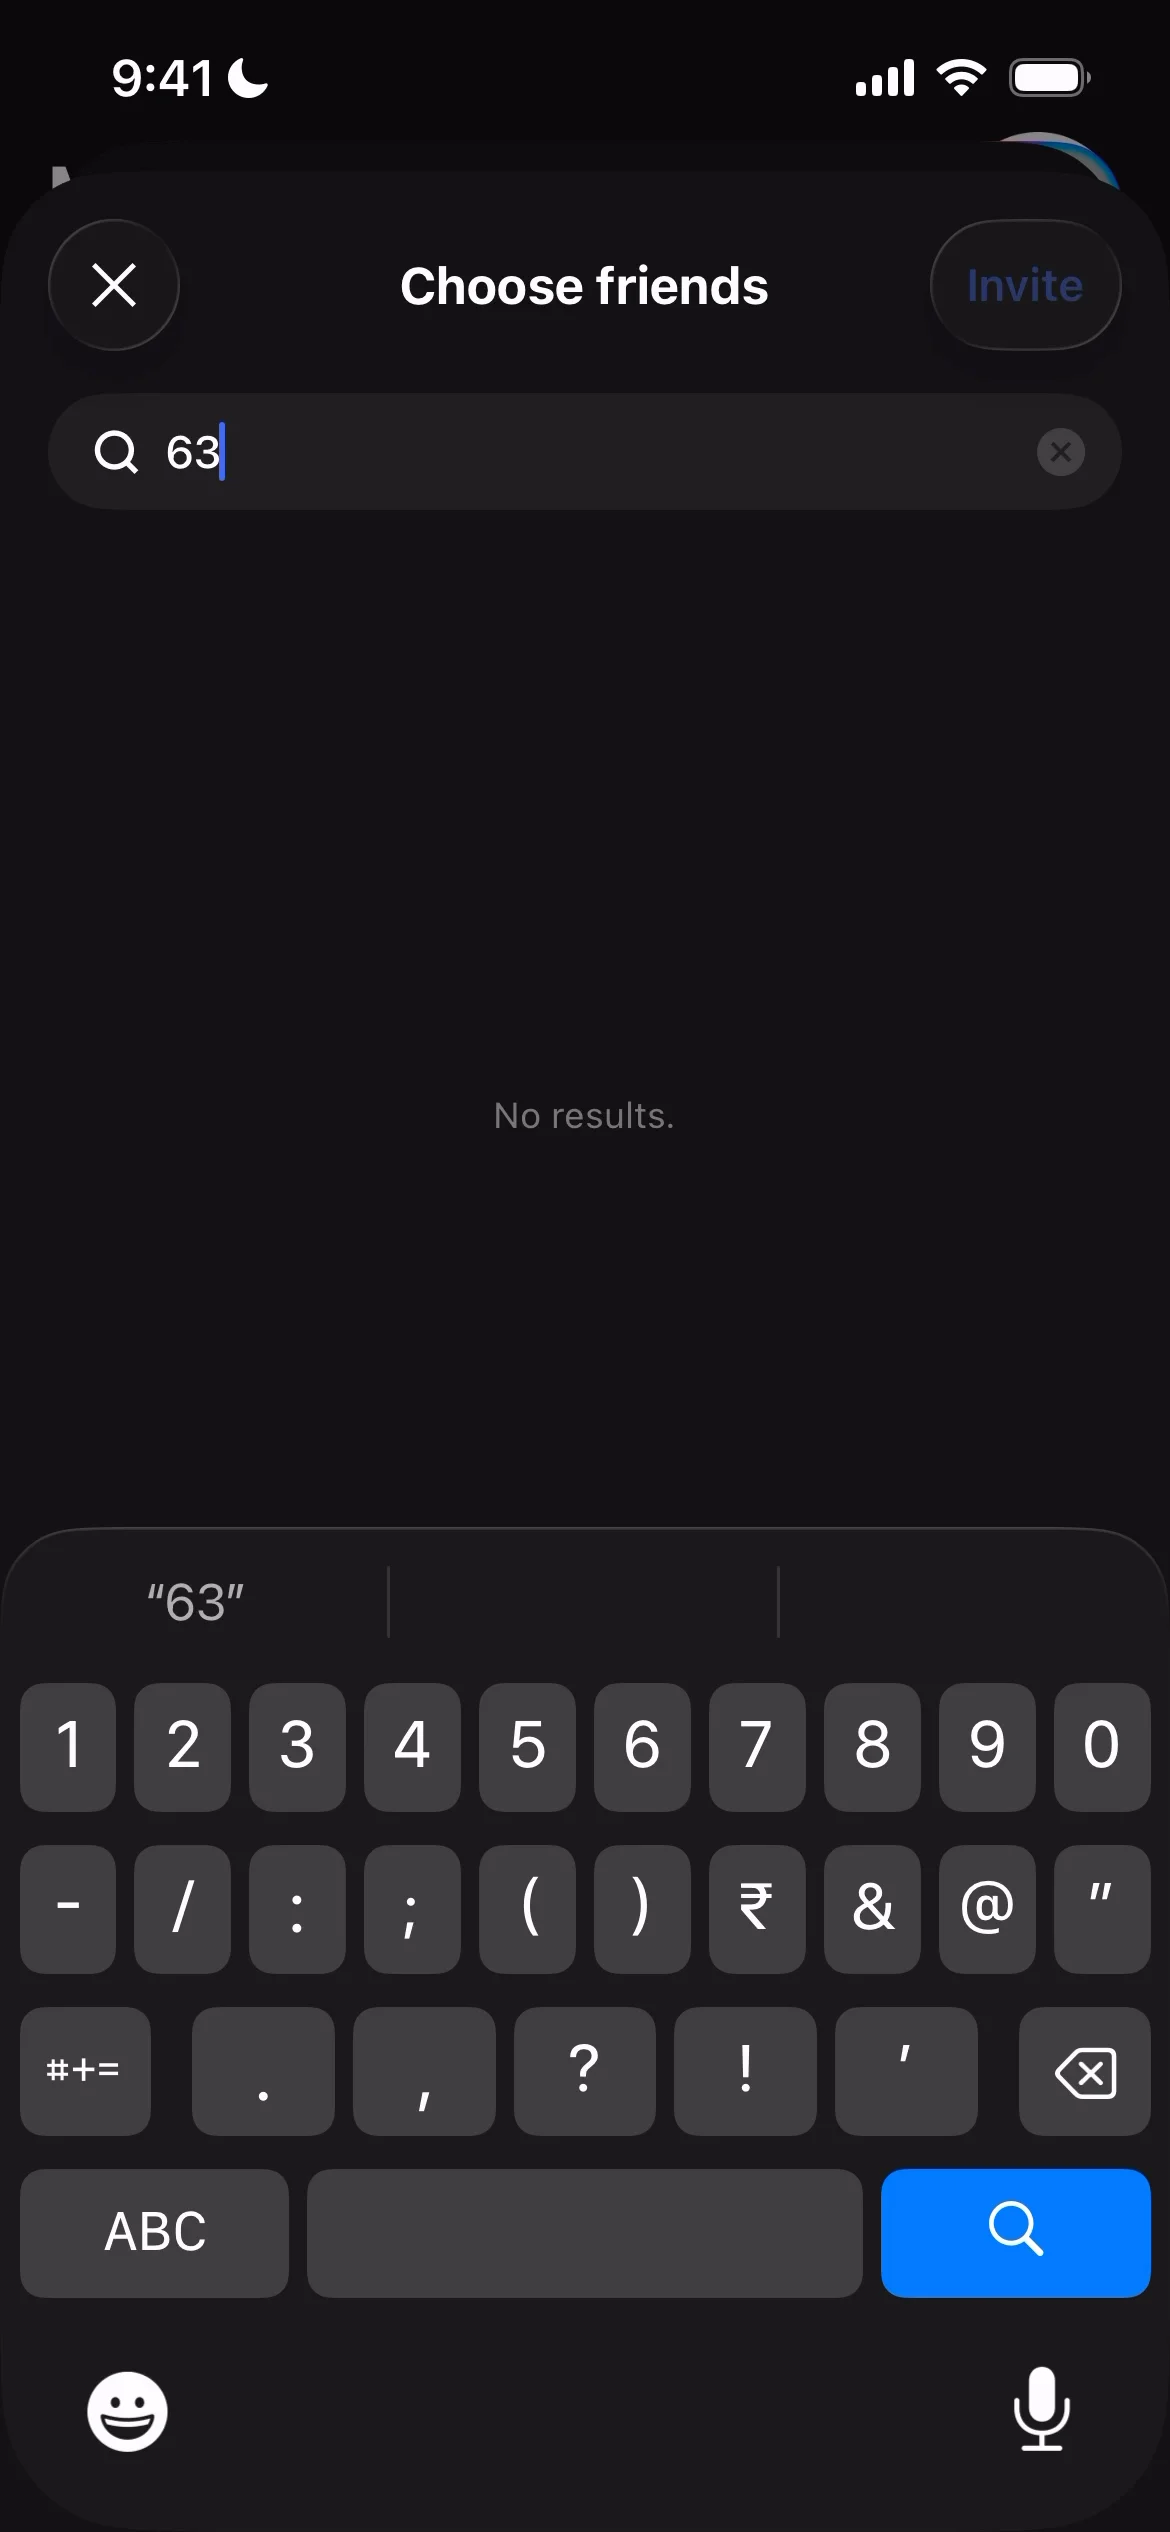 9:41
Choose friends
Invite
63
No results.
“63”
1 2 3 4 5 6 7 8 9 0
- / : ; ( ) ₹ & @ "
#+= . , ? ! '
ABC